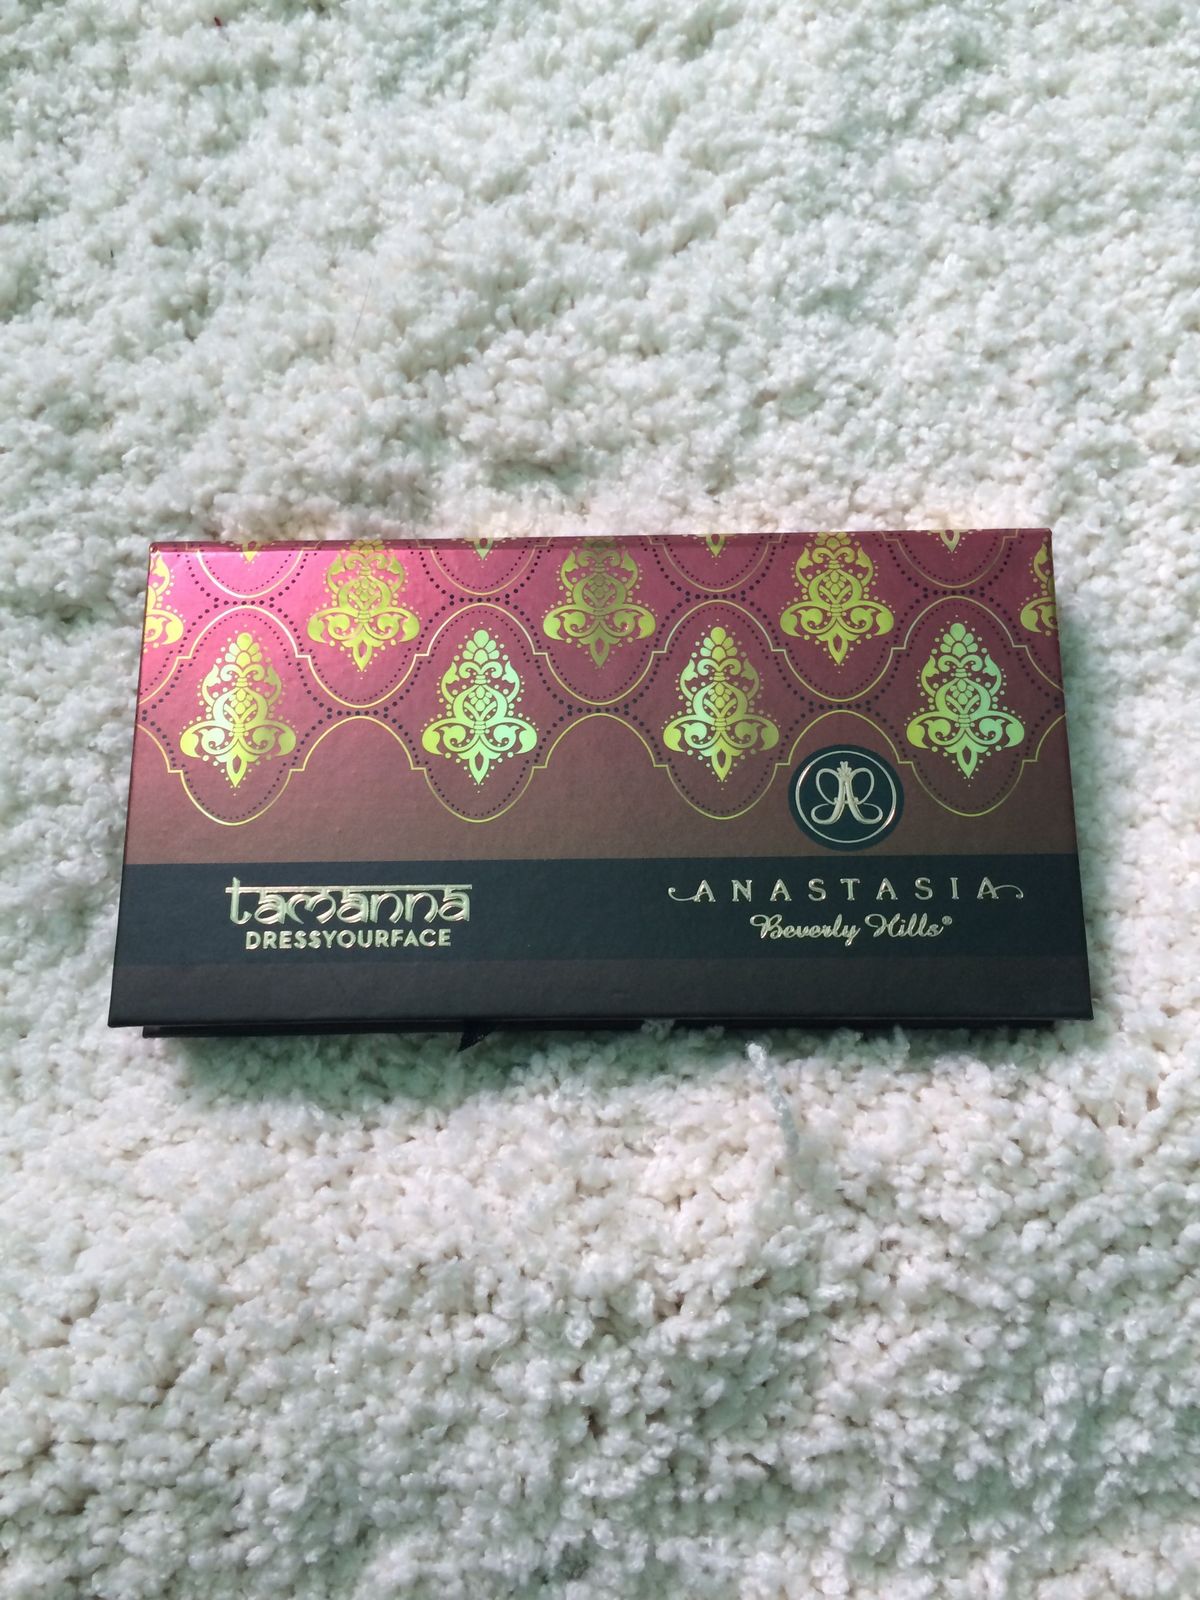 tamanna
DRESSYOURFACE
ANASTASIA
Beverly Hills®